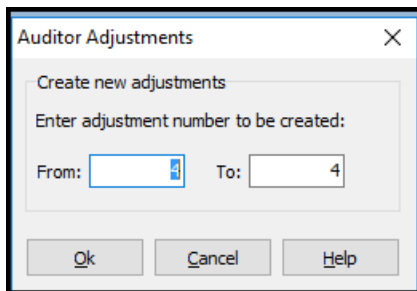 Auditor Adjustments
Create new adjustments
Enter adjustment number to be created:
From: 4 To: 4
Ok Cancel Help